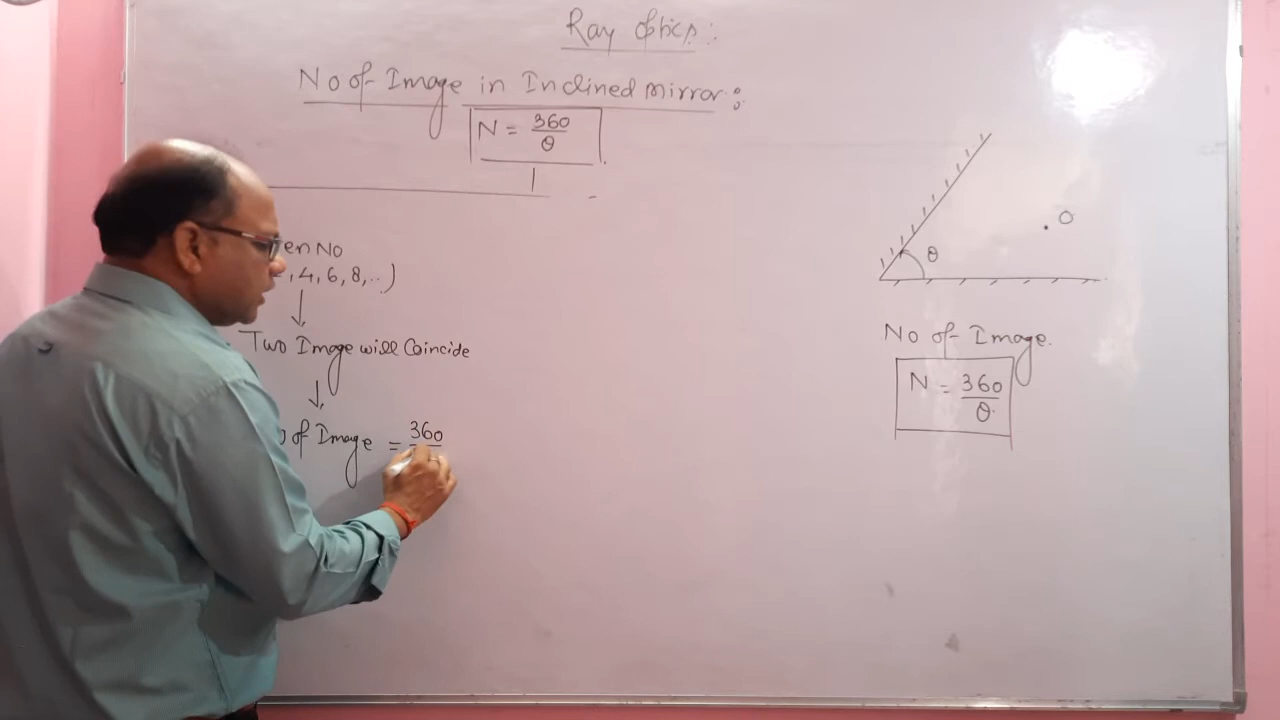 Ray Optics:
No of Image in Inclined mirror:
N = 360/θ
No
, 4, 6, 8, ..)
Two Image will Coincide
of Image = 360
O
θ
No of Image.
N = 360/θ